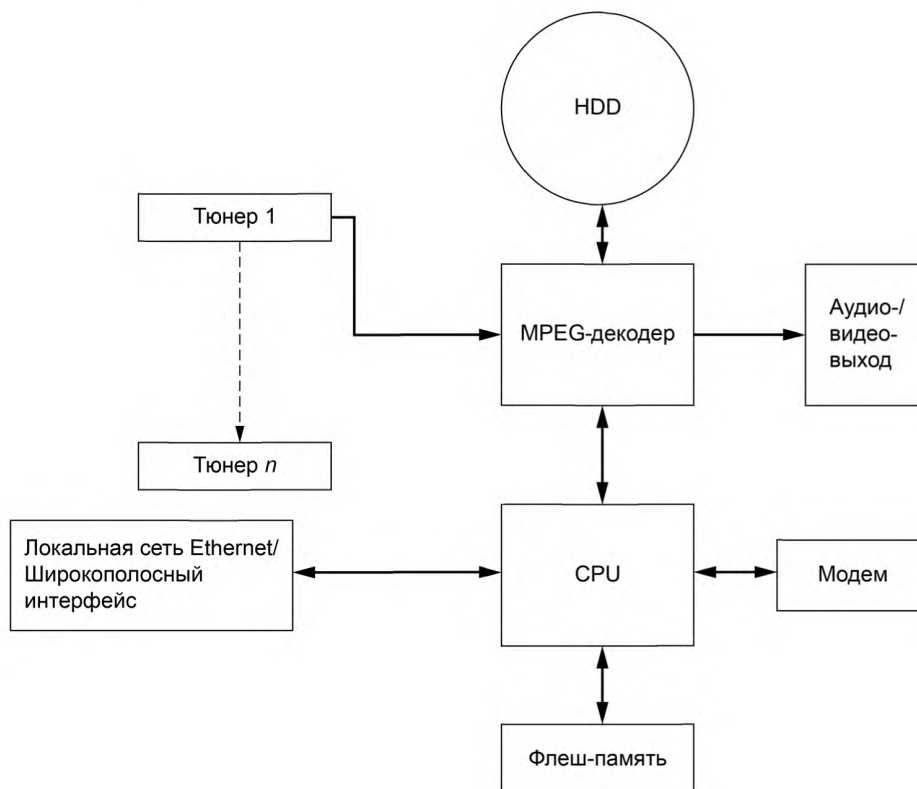 HDD
Тюнер 1
MPEG-декодер
Аудио-/
видео-
выход
Тюнер n
Локальная сеть Ethernet/
Широкополосный
интерфейс
CPU
Модем
Флеш-память